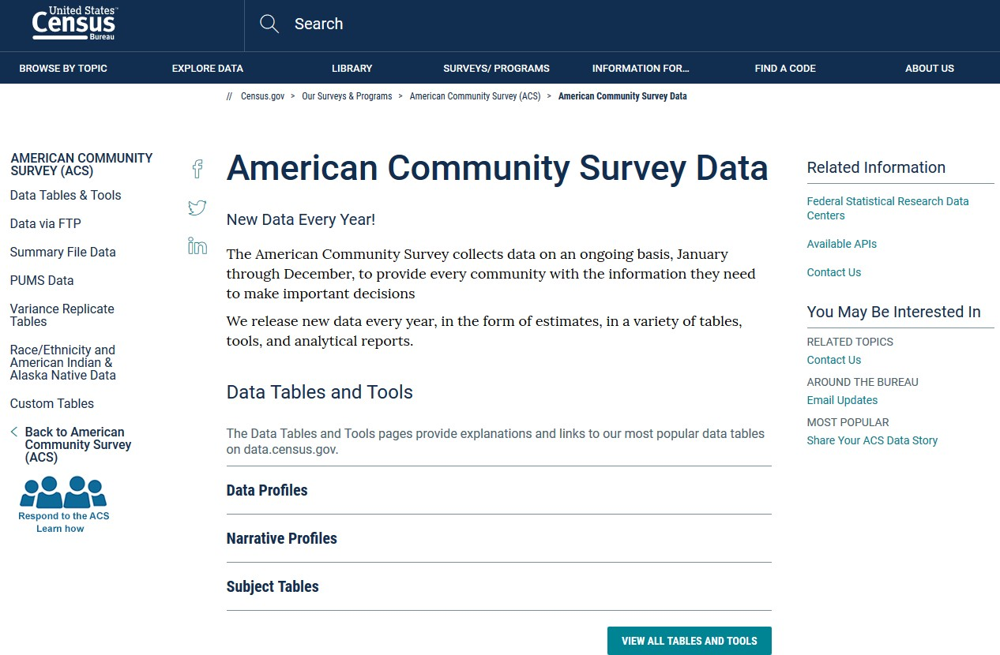 United States™
Census
Bureau
Search
BROWSE BY TOPIC
EXPLORE DATA
LIBRARY
SURVEYS/ PROGRAMS
INFORMATION FOR...
FIND A CODE
ABOUT US
// Census.gov > Our Surveys & Programs > American Community Survey (ACS) > American Community Survey Data
AMERICAN COMMUNITY
SURVEY (ACS)
Data Tables & Tools
Data via FTP
Summary File Data
PUMS Data
Variance Replicate
Tables
Race/Ethnicity and
American Indian &
Alaska Native Data
Custom Tables
< Back to American
Community Survey
(ACS)
Respond to the ACS
Learn how
f
in
American Community Survey Data
New Data Every Year!
The American Community Survey collects data on an ongoing basis, January
through December, to provide every community with the information they need
to make important decisions
We release new data every year, in the form of estimates, in a variety of tables,
tools, and analytical reports.
Data Tables and Tools
The Data Tables and Tools pages provide explanations and links to our most popular data tables
on data.census.gov.
Data Profiles
Narrative Profiles
Subject Tables
VIEW ALL TABLES AND TOOLS
Related Information
Federal Statistical Research Data
Centers
Available APIs
Contact Us
You May Be Interested In
RELATED TOPICS
Contact Us
AROUND THE BUREAU
Email Updates
MOST POPULAR
Share Your ACS Data Story